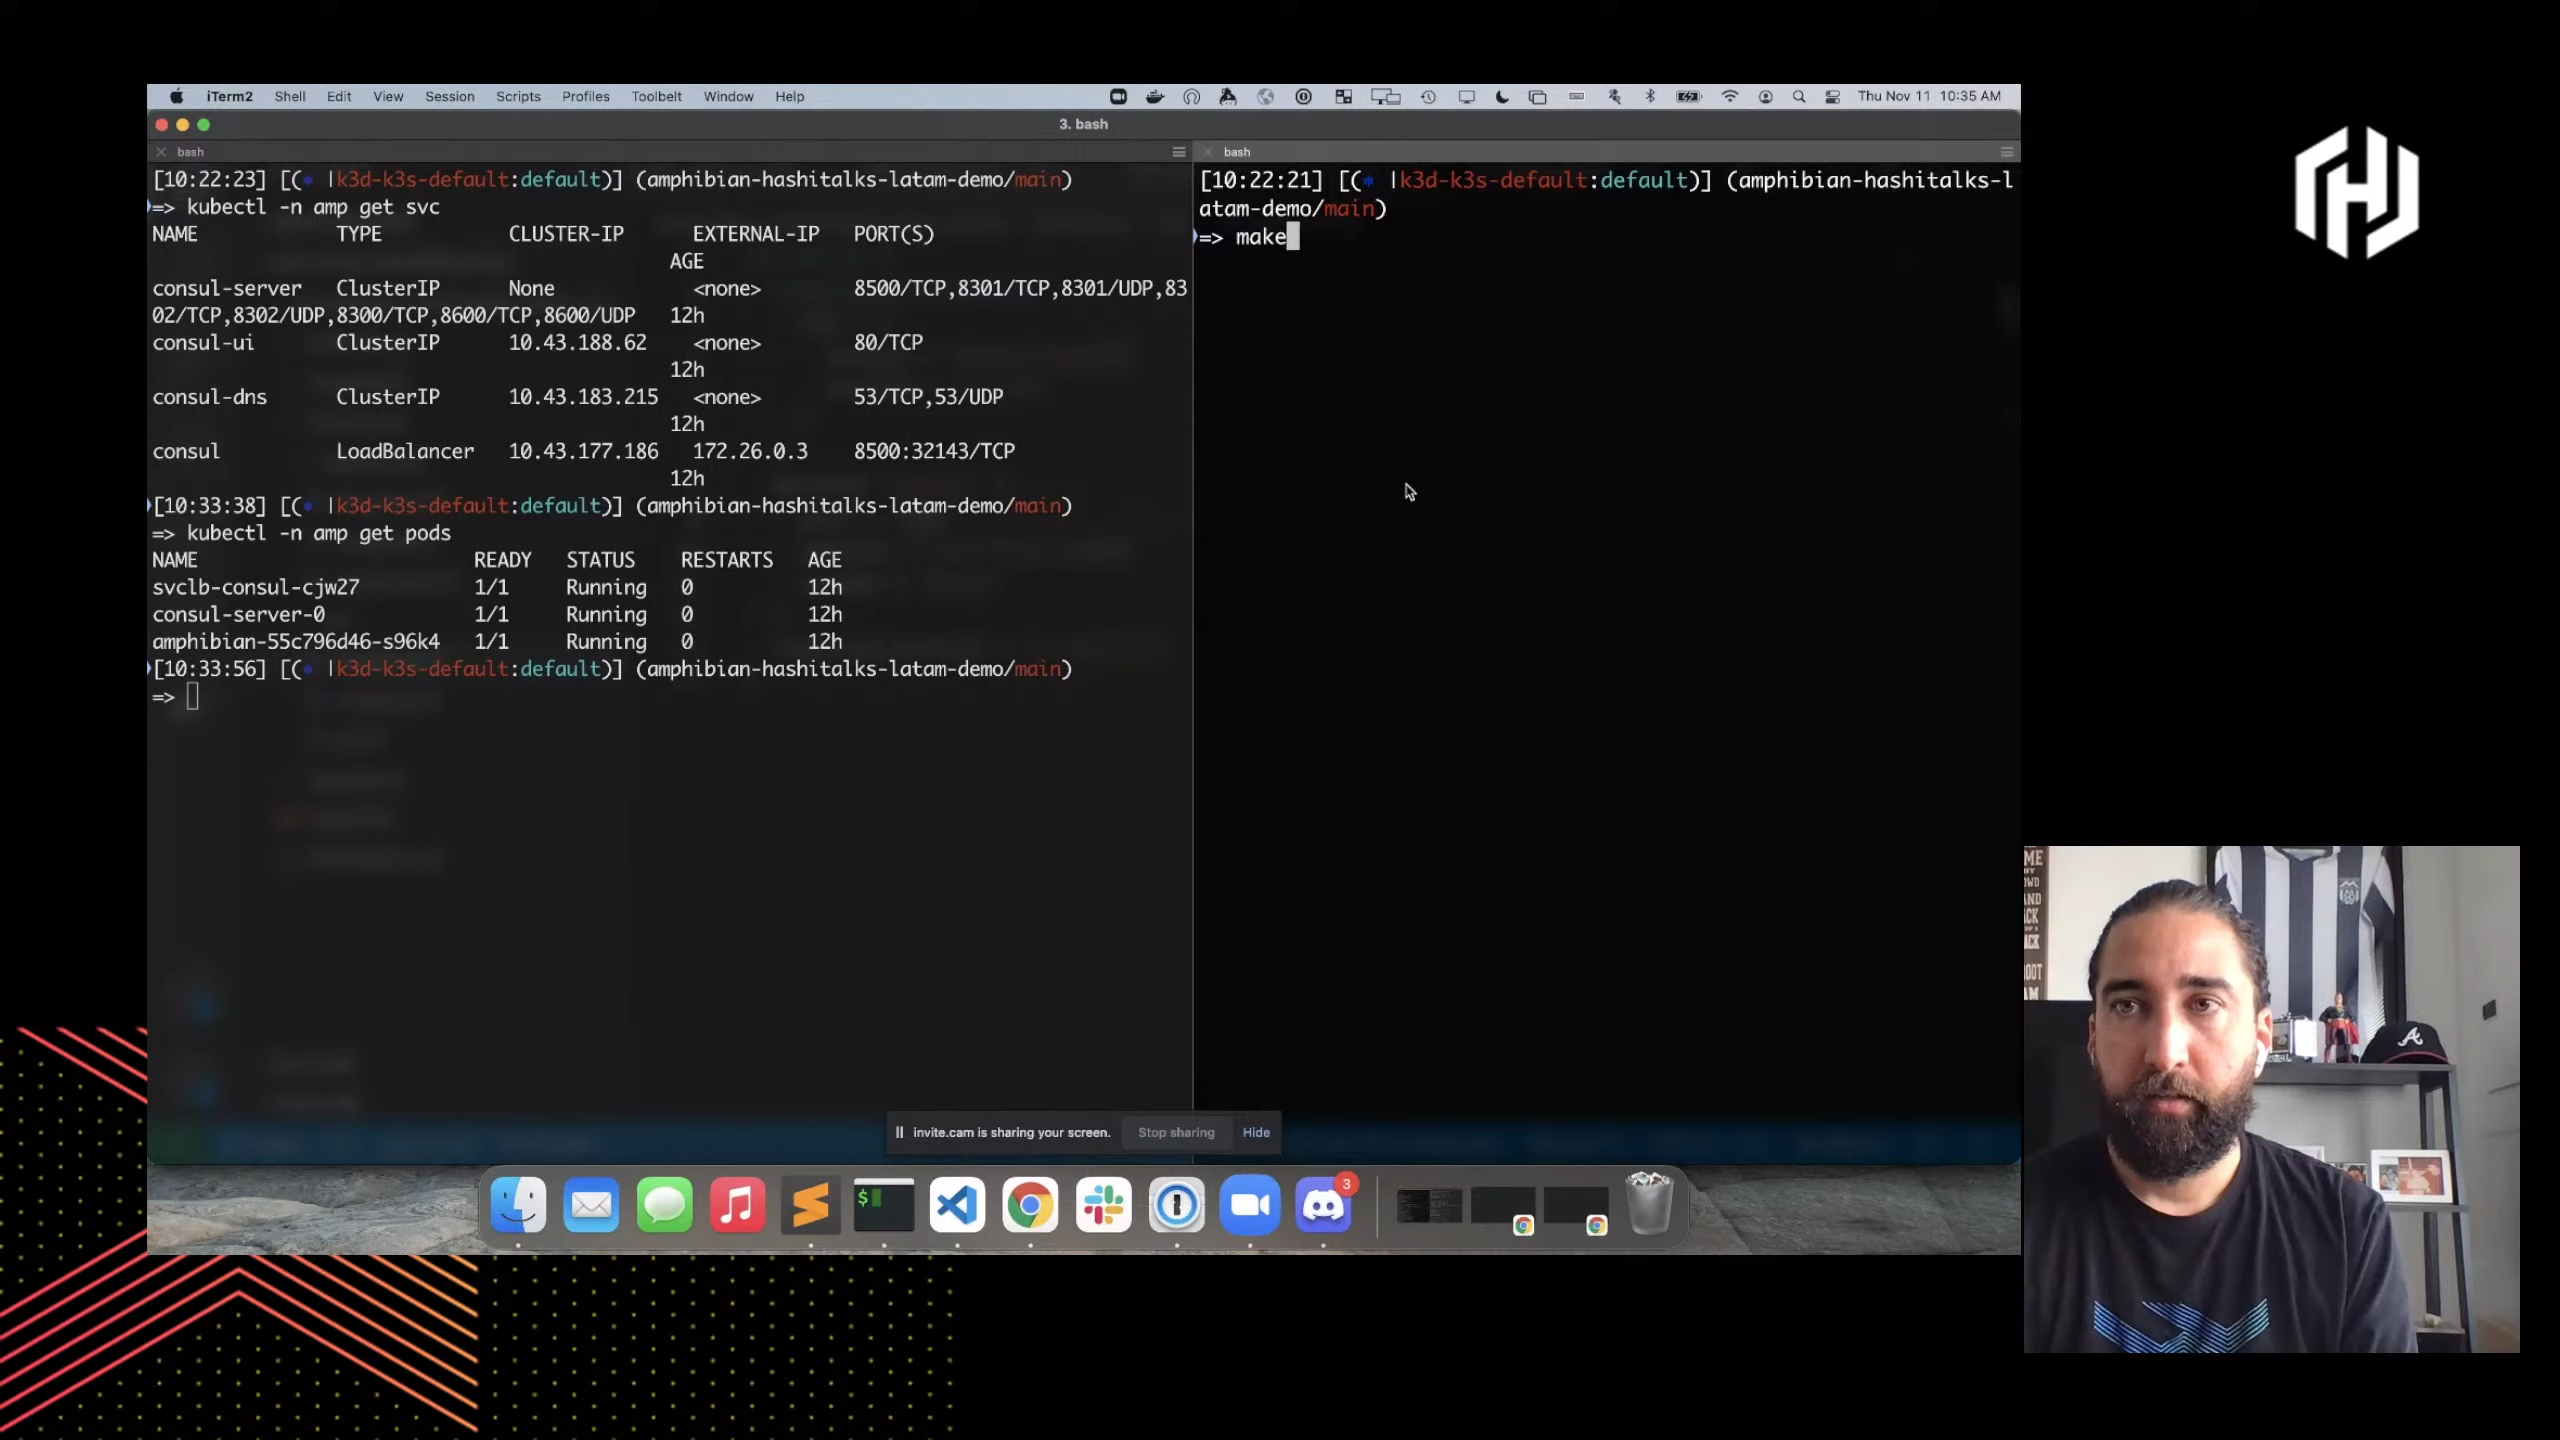 iTerm2 Shell Edit View Session Scripts Profiles Toolbelt Window Help Thu Nov 11 10:35 AM
3. bash
bash
[10:22:23] [(* |k3d-k3s-default:default)] (amphibian-hashitalks-latam-demo/main)
=> kubectl -n amp get svc
NAME TYPE CLUSTER-IP EXTERNAL-IP PORT(S)
AGE
consul-server ClusterIP None <none> 8500/TCP,8301/TCP,8301/UDP,83
02/TCP,8302/UDP,8300/TCP,8600/TCP,8600/UDP 12h
consul-ui ClusterIP 10.43.188.62 <none> 80/TCP
12h
consul-dns ClusterIP 10.43.183.215 <none> 53/TCP,53/UDP
12h
consul LoadBalancer 10.43.177.186 172.26.0.3 8500:32143/TCP
12h
[10:33:38] [(* |k3d-k3s-default:default)] (amphibian-hashitalks-latam-demo/main)
=> kubectl -n amp get pods
NAME READY STATUS RESTARTS AGE
svclb-consul-cjw27 1/1 Running 0 12h
consul-server-0 1/1 Running 0 12h
amphibian-55c796d46-s96k4 1/1 Running 0 12h
[10:33:56] [(* |k3d-k3s-default:default)] (amphibian-hashitalks-latam-demo/main)
=>
bash
[10:22:21] [(* |k3d-k3s-default:default)] (amphibian-hashitalks-l
atam-demo/main)
=> make
invite.cam is sharing your screen. Stop sharing Hide
$
3
ME
AND
A